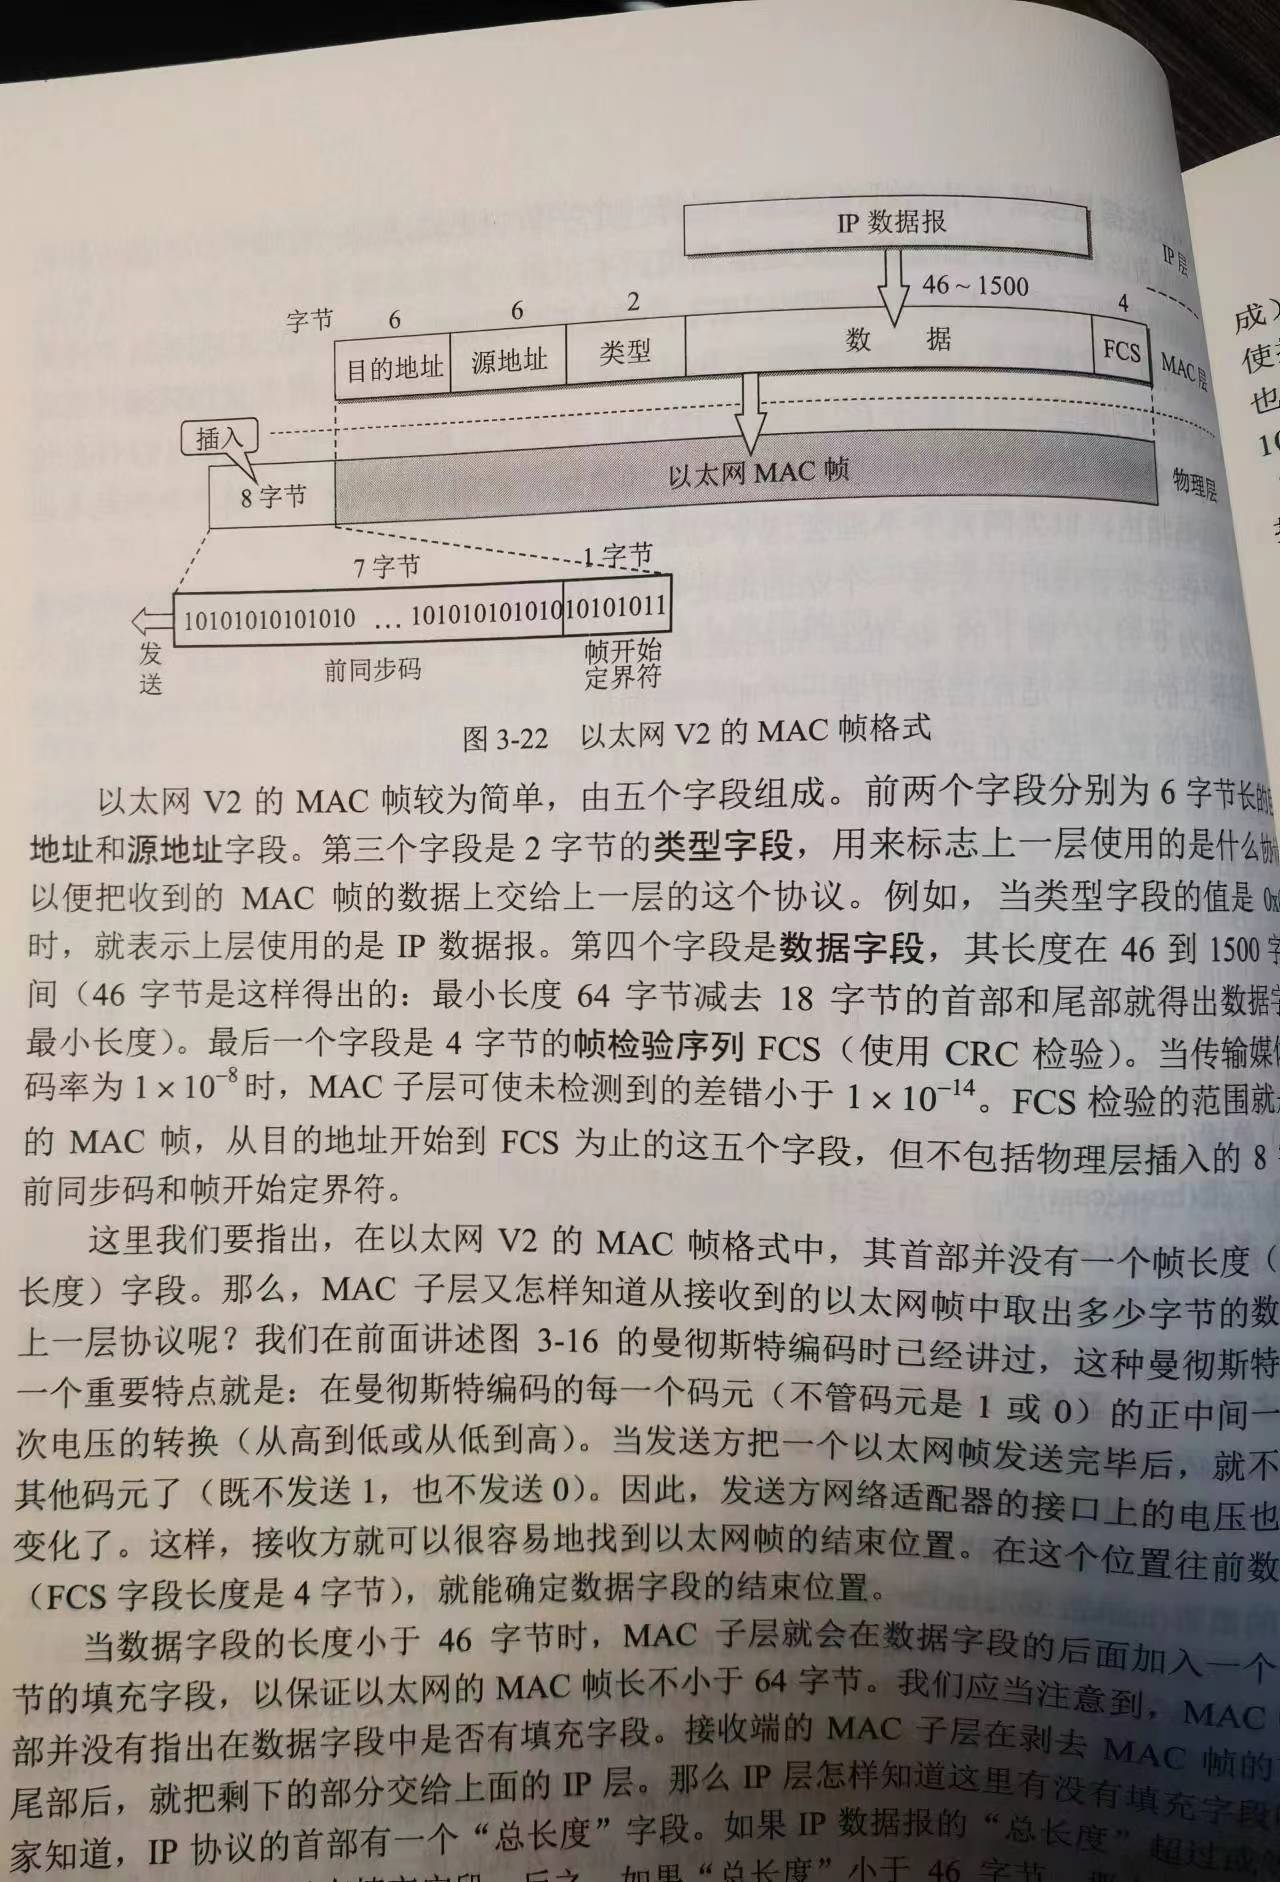 IP 数据报
IP 层
46 ~ 1500
字节 6 6 2 4
目的地址 源地址 类型 数 据 FCS
MAC 层
插入
8 字节 以太网 MAC 帧
物理层
7 字节 1 字节
10101010101010 … 101010101010 10101011
发送 前同步码 帧开始定界符
图 3-22 以太网 V2 的 MAC 帧格式
以太网 V2 的 MAC 帧较为简单，由五个字段组成。前两个字段分别为 6 字节长的
地址和源地址字段。第三个字段是 2 字节的类型字段，用来标志上一层使用的是什么协
以便把收到的 MAC 帧的数据上交给上一层的这个协议。例如，当类型字段的值是
时，就表示上层使用的是 IP 数据报。第四个字段是数据字段，其长度在 46 到 1500 字
间（46 字节是这样得出的：最小长度 64 字节减去 18 字节的首部和尾部就得出数据字
最小长度）。最后一个字段是 4 字节的帧检验序列 FCS（使用 CRC 检验）。当传输媒体
码率为 1 × 10⁻⁸ 时，MAC 子层可使未检测到的差错小于 1 × 10⁻¹⁴。FCS 检验的范围就
的 MAC 帧，从目的地址开始到 FCS 为止的这五个字段，但不包括物理层插入的 8
前同步码和帧开始定界符。
这里我们要指出，在以太网 V2 的 MAC 帧格式中，其首部并没有一个帧长度（
长度）字段。那么，MAC 子层又怎样知道从接收到的以太网帧中取出多少字节的数
上一层协议呢？我们在前面讲述图 3-16 的曼彻斯特编码时已经讲过，这种曼彻斯特
一个重要特点就是：在曼彻斯特编码的每一个码元（不管码元是 1 或 0）的正中间一
次电压的转换（从高到低或从低到高）。当发送方把一个以太网帧发送完毕后，就不
其他码元了（既不发送 1，也不发送 0）。因此，发送方网络适配器的接口上的电压也
变化了。这样，接收方就可以很容易地找到以太网帧的结束位置。在这个位置往前数
（FCS 字段长度是 4 字节），就能确定数据字段的结束位置。
当数据字段的长度小于 46 字节时，MAC 子层就会在数据字段的后面加入一个
节的填充字段，以保证以太网的 MAC 帧长不小于 64 字节。我们应当注意到，MAC
部并没有指出在数据字段中是否有填充字段。接收端的 MAC 子层在剥去 MAC 帧的
尾部后，就把剩下的部分交给上面的 IP 层。那么 IP 层怎样知道这里有没有填充字段
家知道，IP 协议的首部有一个“总长度”字段。如果 IP 数据报的“总长度”超过或
如果“总长度”小于 46 字节
成）
使
也